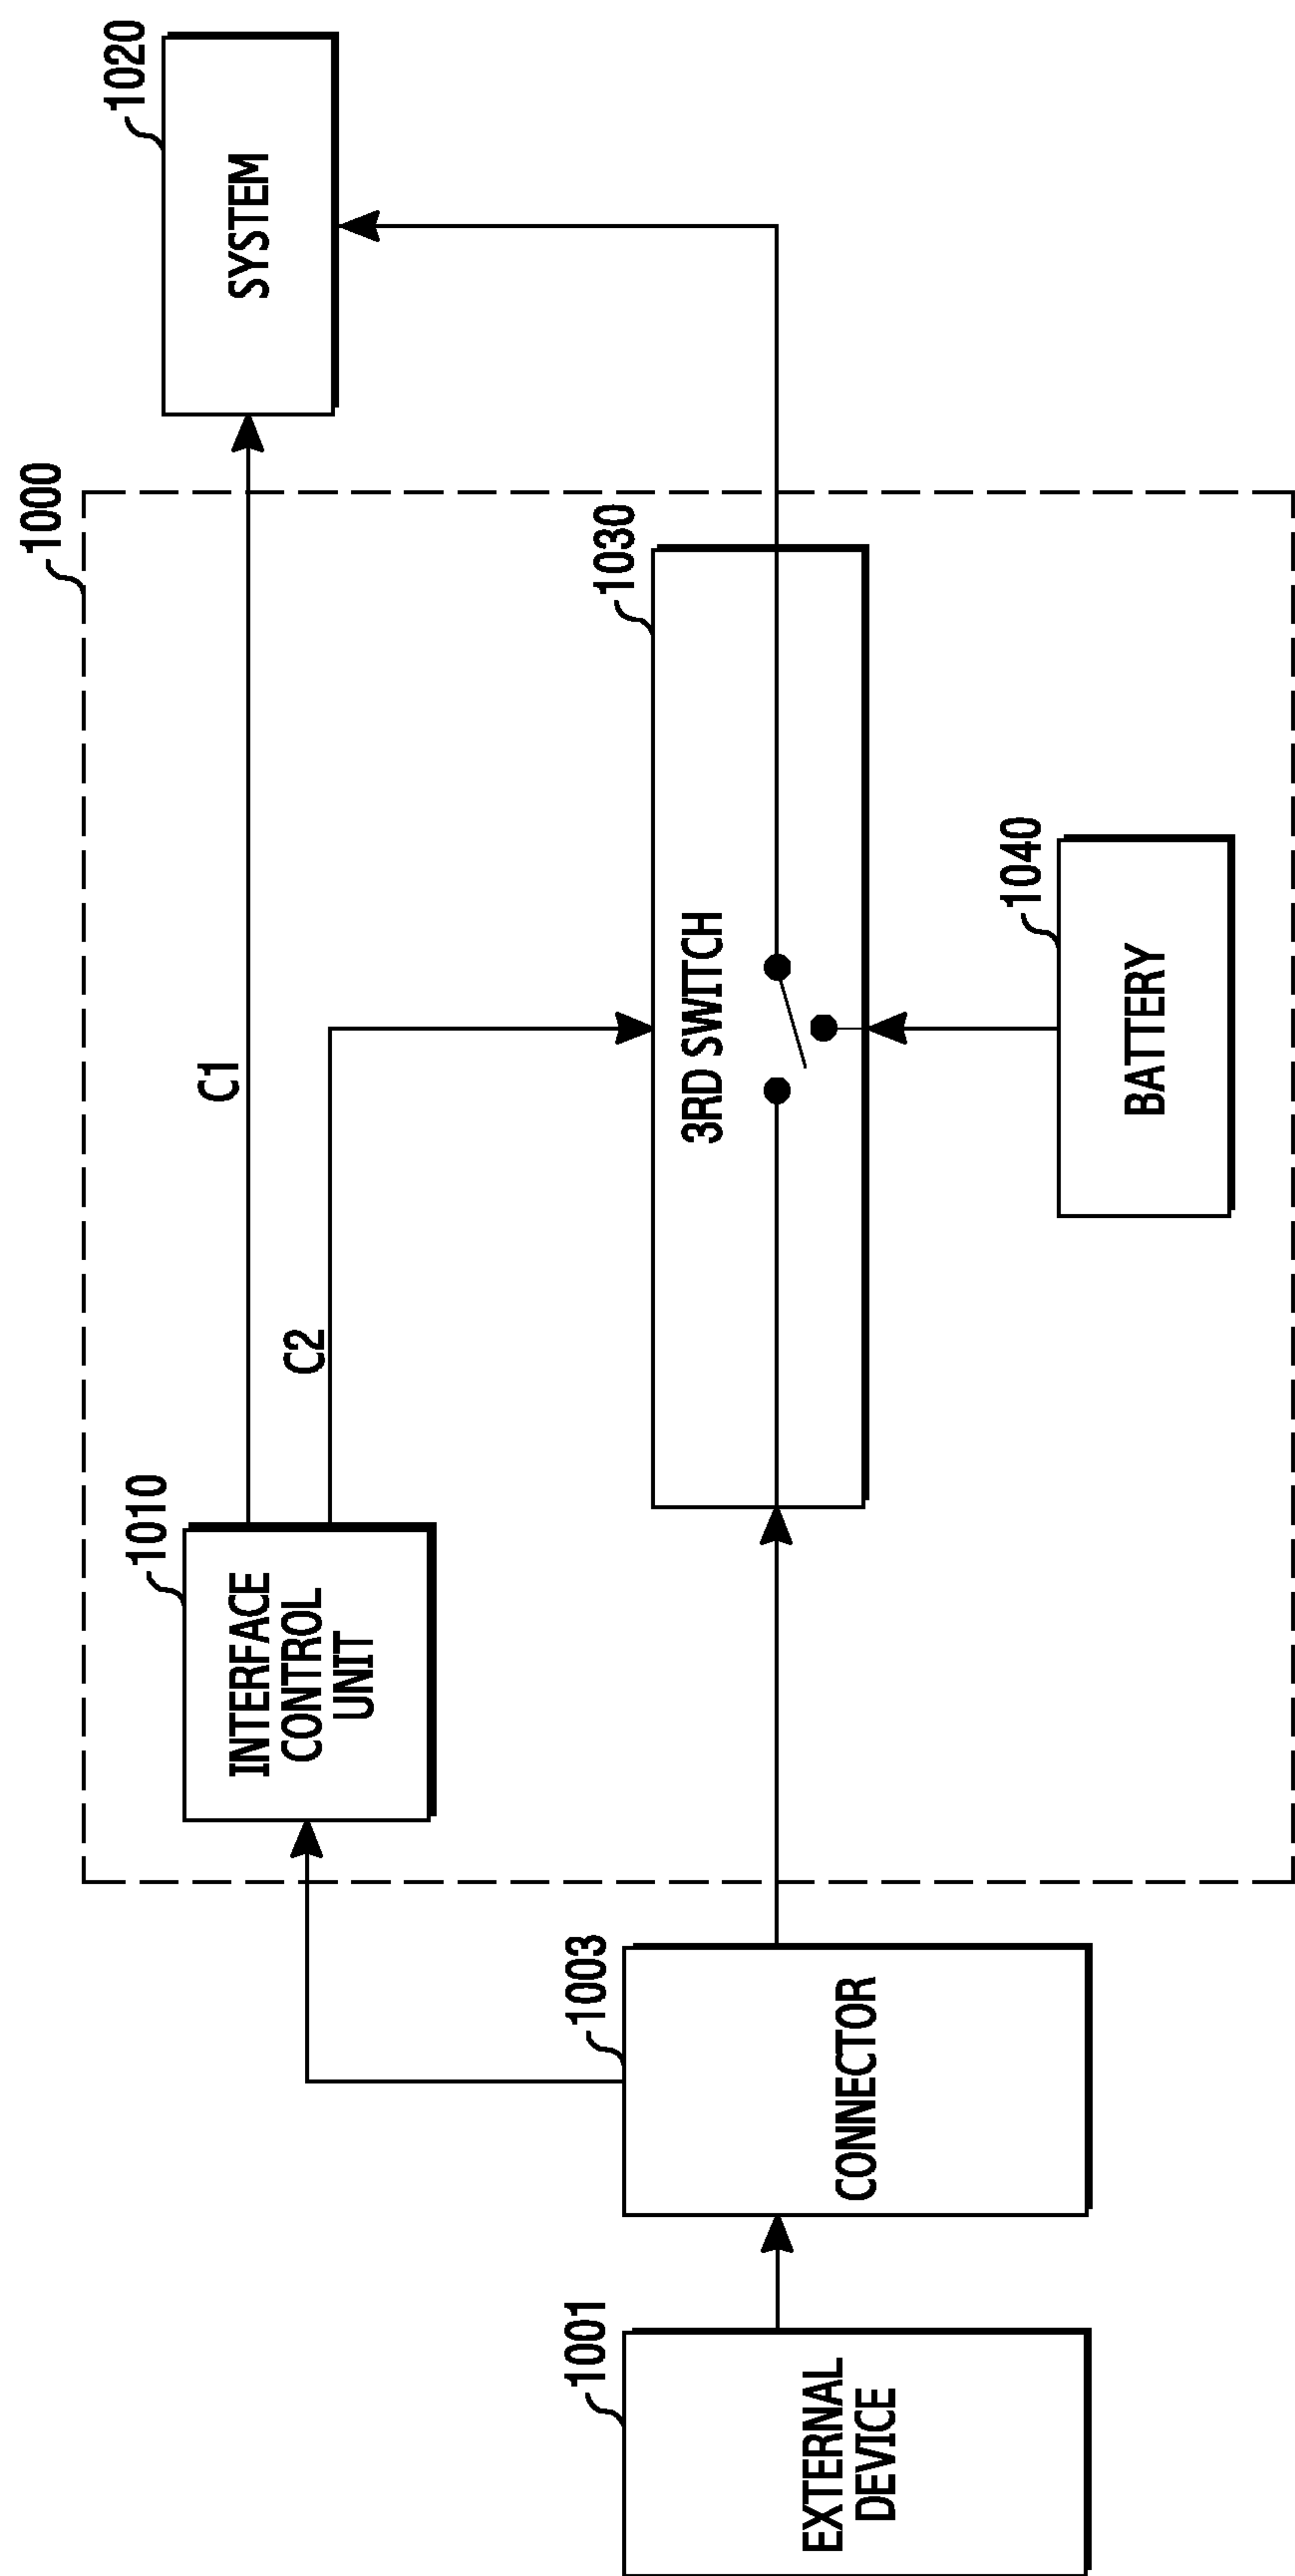 1000
1001
EXTERNAL
DEVICE
1003
CONNECTOR
1010
INTERFACE
CONTROL
UNIT
C1
C2
1030
3RD SWITCH
1040
BATTERY
1020
SYSTEM